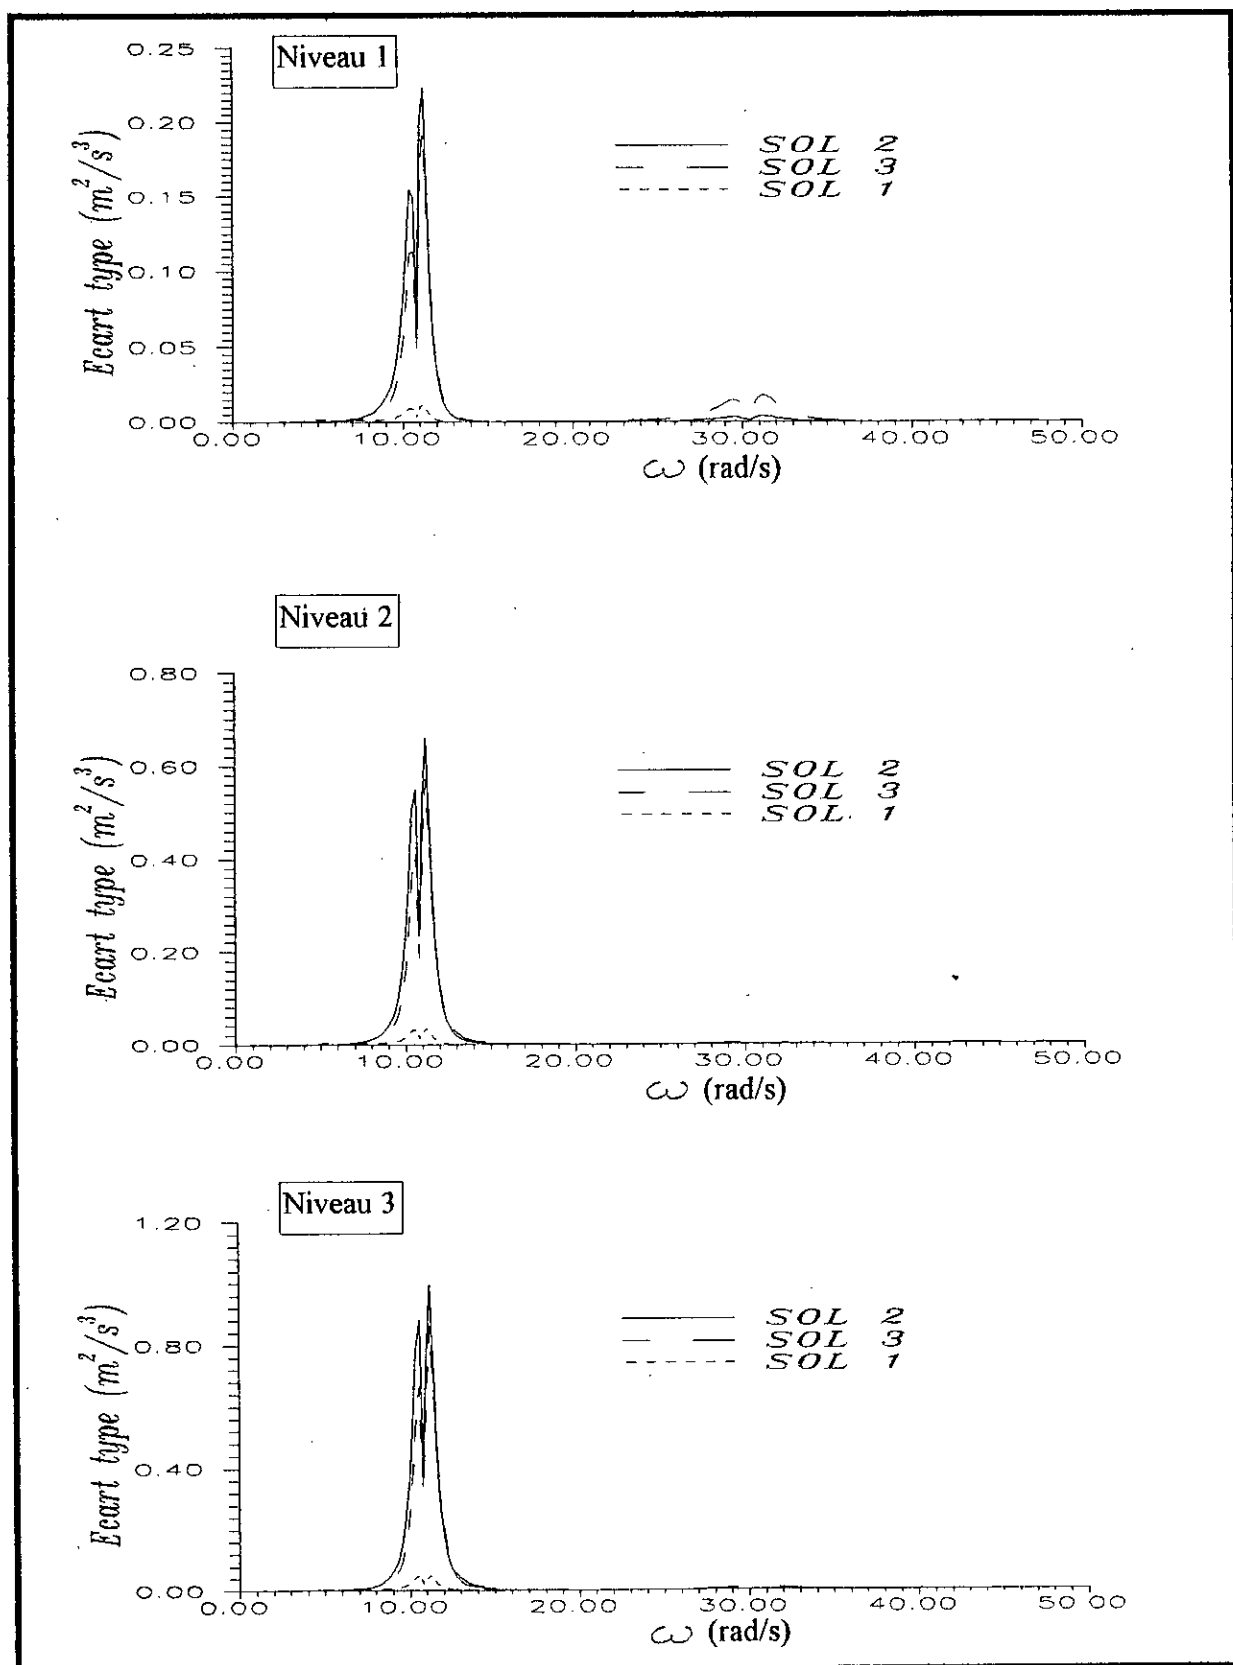 Niveau 1
0.25
0.20
0.15
0.10
0.05
0.00
Ecart type (m²/s³)
SOL 2
SOL 3
SOL 1
0.00 10.00 20.00 30.00 40.00 50.00
ω (rad/s)
Niveau 2
0.80
0.60
0.40
0.20
0.00
Ecart type (m²/s³)
SOL 2
SOL 3
SOL 1
0.00 10.00 20.00 30.00 40.00 50.00
ω (rad/s)
Niveau 3
1.20
0.80
0.40
0.00
Ecart type (m²/s³)
SOL 2
SOL 3
SOL 1
0.00 10.00 20.00 30.00 40.00 50.00
ω (rad/s)